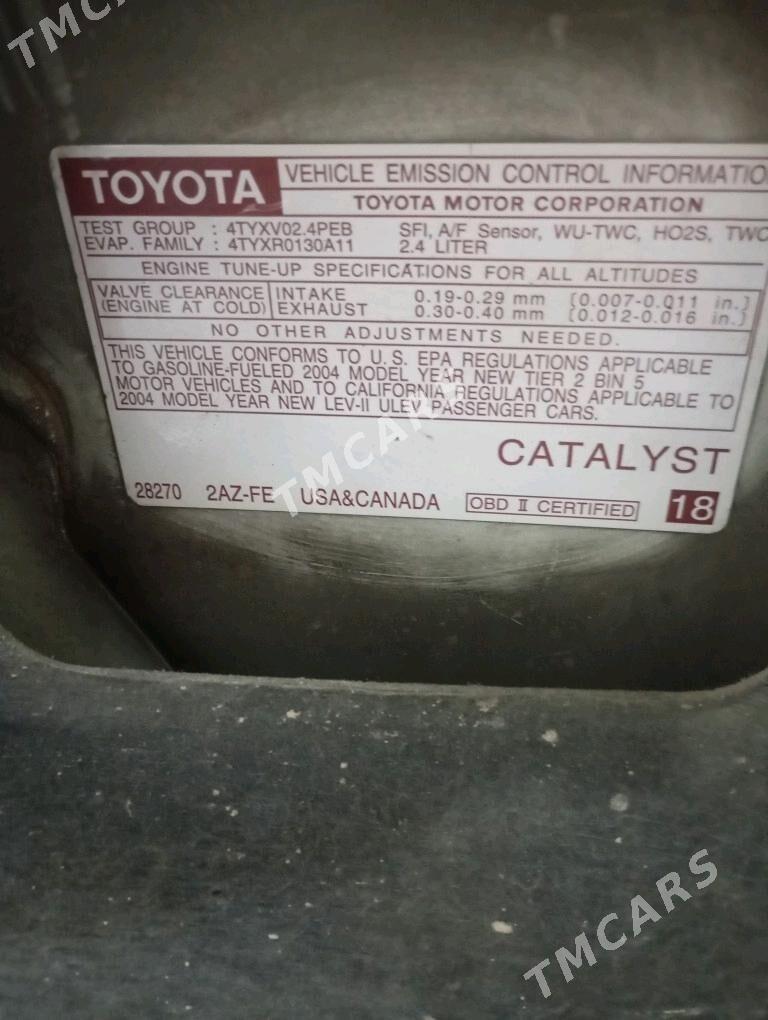 TMCARS
TOYOTA
VEHICLE EMISSION CONTROL INFORMATIO
TOYOTA MOTOR CORPORATION
TEST GROUP : 4TYXV02.4PEB SFI, A/F Sensor, WU-TWC, HO2S, TWC
EVAP. FAMILY : 4TYXR0130A11 2.4 LITER
ENGINE TUNE-UP SPECIFICATIONS FOR ALL ALTITUDES
VALVE CLEARANCE INTAKE 0.19-0.29 mm (0.007-0.011 in.)
(ENGINE AT COLD) EXHAUST 0.30-0.40 mm (0.012-0.016 in.)
NO OTHER ADJUSTMENTS NEEDED.
THIS VEHICLE CONFORMS TO U.S. EPA REGULATIONS APPLICABLE
TO GASOLINE-FUELED 2004 MODEL YEAR NEW TIER 2 BIN 5
MOTOR VEHICLES AND TO CALIFORNIA REGULATIONS APPLICABLE TO
2004 MODEL YEAR NEW LEV-II ULEV PASSENGER CARS.
TMCARS
CATALYST
28270 2AZ-FE USA&CANADA OBD II CERTIFIED 18
TMCARS